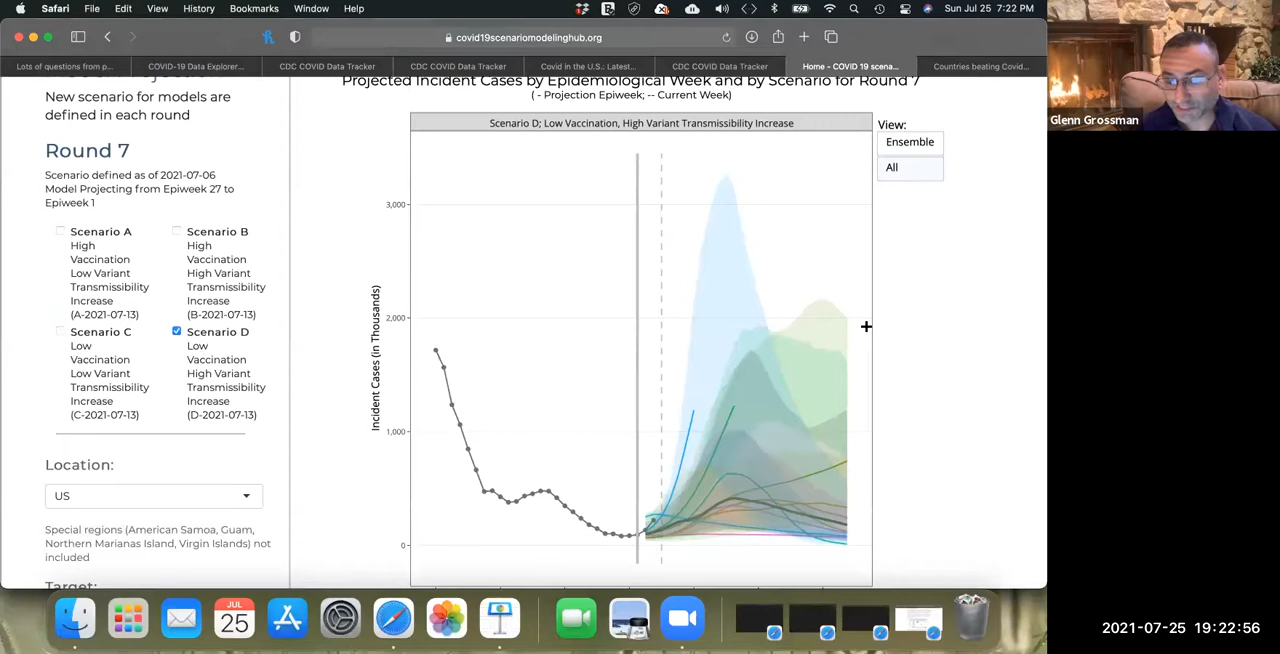 Safari File Edit View History Bookmarks Window Help Sun Jul 25 7:22 PM
covid19scenariomodelinghub.org
Lots of questions from p... COVID-19 Data Explorer... CDC COVID Data Tracker CDC COVID Data Tracker Covid in the U.S.: Latest... CDC COVID Data Tracker Home - COVID 19 scena... Countries beating Covid...
New scenario for models are
defined in each round
Round 7
Scenario defined as of 2021-07-06
Model Projecting from Epiweek 27 to
Epiweek 1
Scenario A
High
Vaccination
Low Variant
Transmissibility
Increase
(A-2021-07-13)
Scenario B
High
Vaccination
High Variant
Transmissibility
Increase
(B-2021-07-13)
Scenario C
Low
Vaccination
Low Variant
Transmissibility
Increase
(C-2021-07-13)
Scenario D
Low
Vaccination
High Variant
Transmissibility
Increase
(D-2021-07-13)
Location:
US
Special regions (American Samoa, Guam,
Northern Marianas Island, Virgin Islands) not
included
Target:
Projected Incident Cases by Epidemiological Week and by Scenario for Round 7
( - Projection Epiweek; -- Current Week)
Scenario D; Low Vaccination, High Variant Transmissibility Increase
Incident Cases (in Thousands)
3,000
2,000
1,000
0
View:
Ensemble
All
Glenn Grossman
JUL
25
2021-07-25 19:22:56